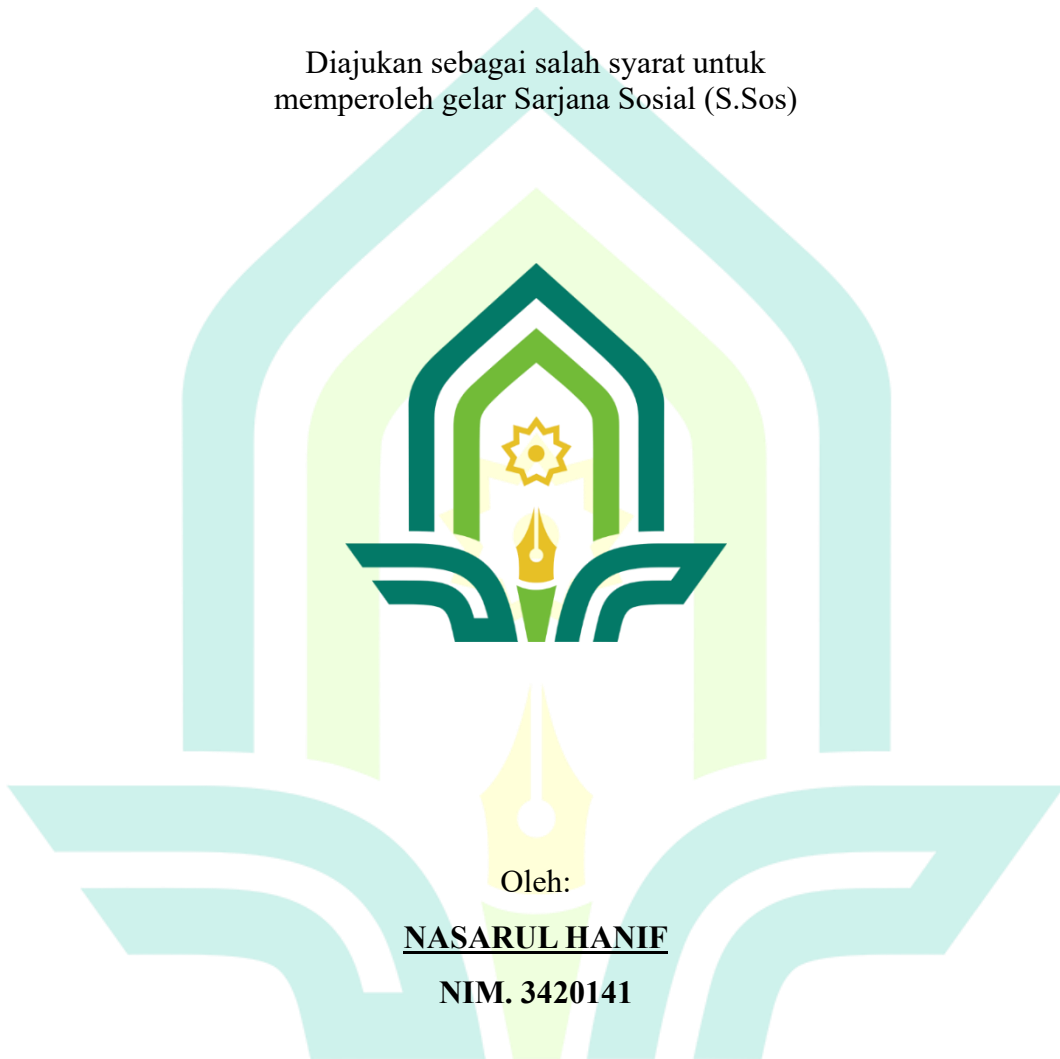 Diajukan sebagai salah syarat untuk
memperoleh gelar Sarjana Sosial (S.Sos)
Oleh:
NASARUL HANIF
NIM. 3420141